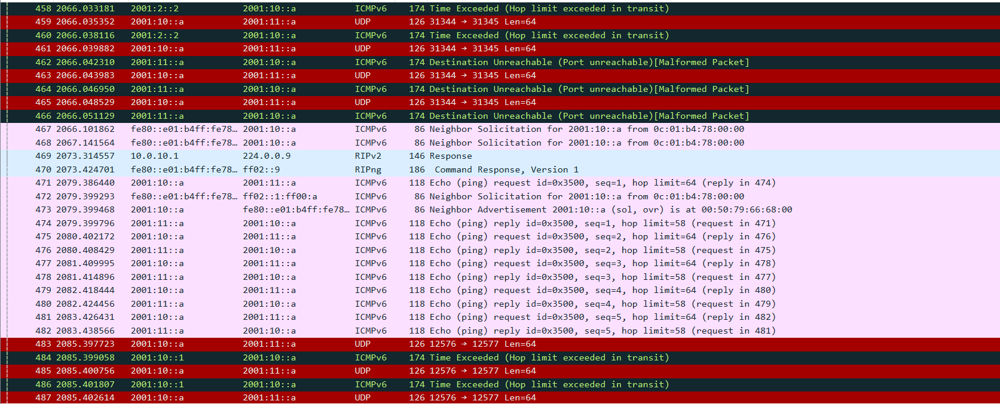 458 2066.033181 2001:2::2 2001:10::a ICMPv6 174 Time Exceeded (Hop limit exceeded in transit)
459 2066.035352 2001:10::a 2001:11::a UDP 126 31344 → 31345 Len=64
460 2066.038116 2001:2::2 2001:10::a ICMPv6 174 Time Exceeded (Hop limit exceeded in transit)
461 2066.039882 2001:10::a 2001:11::a UDP 126 31344 → 31345 Len=64
462 2066.042310 2001:11::a 2001:10::a ICMPv6 174 Destination Unreachable (Port unreachable)[Malformed Packet]
463 2066.043983 2001:10::a 2001:11::a UDP 126 31344 → 31345 Len=64
464 2066.046950 2001:11::a 2001:10::a ICMPv6 174 Destination Unreachable (Port unreachable)[Malformed Packet]
465 2066.048529 2001:10::a 2001:11::a UDP 126 31344 → 31345 Len=64
466 2066.051129 2001:11::a 2001:10::a ICMPv6 174 Destination Unreachable (Port unreachable)[Malformed Packet]
467 2066.101862 fe80::e01:b4ff:fe78… 2001:10::a ICMPv6 86 Neighbor Solicitation for 2001:10::a from 0c:01:b4:78:00:00
468 2067.141564 fe80::e01:b4ff:fe78… 2001:10::a ICMPv6 86 Neighbor Solicitation for 2001:10::a from 0c:01:b4:78:00:00
469 2073.314557 10.0.10.1 224.0.0.9 RIPv2 146 Response
470 2073.424701 fe80::e01:b4ff:fe78… ff02::9 RIPng 186 Command Response, Version 1
471 2079.386440 2001:10::a 2001:11::a ICMPv6 118 Echo (ping) request id=0x3500, seq=1, hop limit=64 (reply in 474)
472 2079.399293 fe80::e01:b4ff:fe78… ff02::1:ff00:a ICMPv6 86 Neighbor Solicitation for 2001:10::a from 0c:01:b4:78:00:00
473 2079.399468 2001:10::a fe80::e01:b4ff:fe78… ICMPv6 86 Neighbor Advertisement 2001:10::a (sol, ovr) is at 00:50:79:66:68:00
474 2079.399796 2001:11::a 2001:10::a ICMPv6 118 Echo (ping) reply id=0x3500, seq=1, hop limit=58 (request in 471)
475 2080.402172 2001:10::a 2001:11::a ICMPv6 118 Echo (ping) request id=0x3500, seq=2, hop limit=64 (reply in 476)
476 2080.408429 2001:11::a 2001:10::a ICMPv6 118 Echo (ping) reply id=0x3500, seq=2, hop limit=58 (request in 475)
477 2081.409995 2001:10::a 2001:11::a ICMPv6 118 Echo (ping) request id=0x3500, seq=3, hop limit=64 (reply in 478)
478 2081.414896 2001:11::a 2001:10::a ICMPv6 118 Echo (ping) reply id=0x3500, seq=3, hop limit=58 (request in 477)
479 2082.418444 2001:10::a 2001:11::a ICMPv6 118 Echo (ping) request id=0x3500, seq=4, hop limit=64 (reply in 480)
480 2082.424456 2001:11::a 2001:10::a ICMPv6 118 Echo (ping) reply id=0x3500, seq=4, hop limit=58 (request in 479)
481 2083.426431 2001:10::a 2001:11::a ICMPv6 118 Echo (ping) request id=0x3500, seq=5, hop limit=64 (reply in 482)
482 2083.438566 2001:11::a 2001:10::a ICMPv6 118 Echo (ping) reply id=0x3500, seq=5, hop limit=58 (request in 481)
483 2085.397723 2001:10::a 2001:11::a UDP 126 12576 → 12577 Len=64
484 2085.399058 2001:10::1 2001:10::a ICMPv6 174 Time Exceeded (Hop limit exceeded in transit)
485 2085.400756 2001:10::a 2001:11::a UDP 126 12576 → 12577 Len=64
486 2085.401807 2001:10::1 2001:10::a ICMPv6 174 Time Exceeded (Hop limit exceeded in transit)
487 2085.402614 2001:10::a 2001:11::a UDP 126 12576 → 12577 Len=64